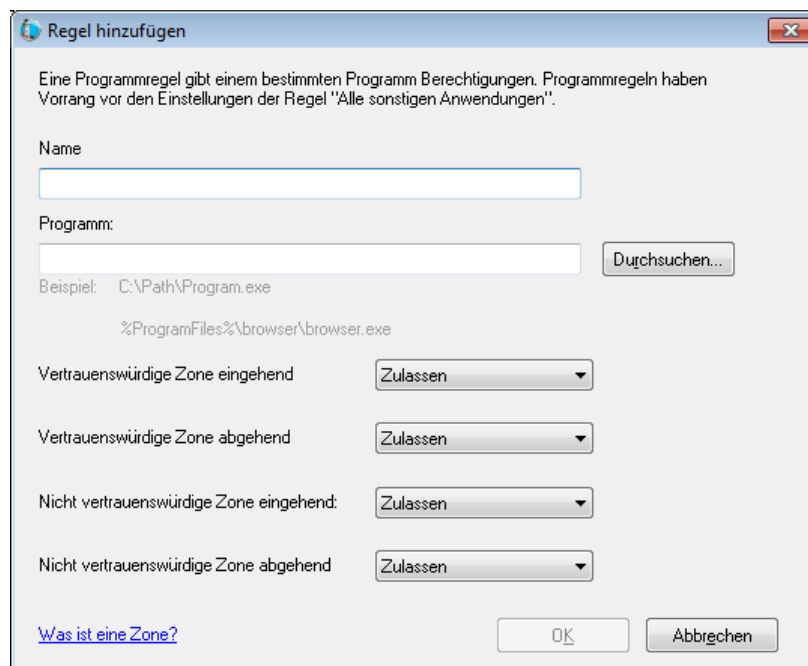 Regel hinzufügen
Eine Programmregel gibt einem bestimmten Programm Berechtigungen. Programmregeln haben
Vorrang vor den Einstellungen der Regel "Alle sonstigen Anwendungen".
Name
Programm:
Durchsuchen...
Beispiel: C:\Path\Program.exe
%ProgramFiles%\browser\browser.exe
Vertrauenswürdige Zone eingehend Zulassen
Vertrauenswürdige Zone abgehend Zulassen
Nicht vertrauenswürdige Zone eingehend: Zulassen
Nicht vertrauenswürdige Zone abgehend Zulassen
Was ist eine Zone? OK Abbrechen